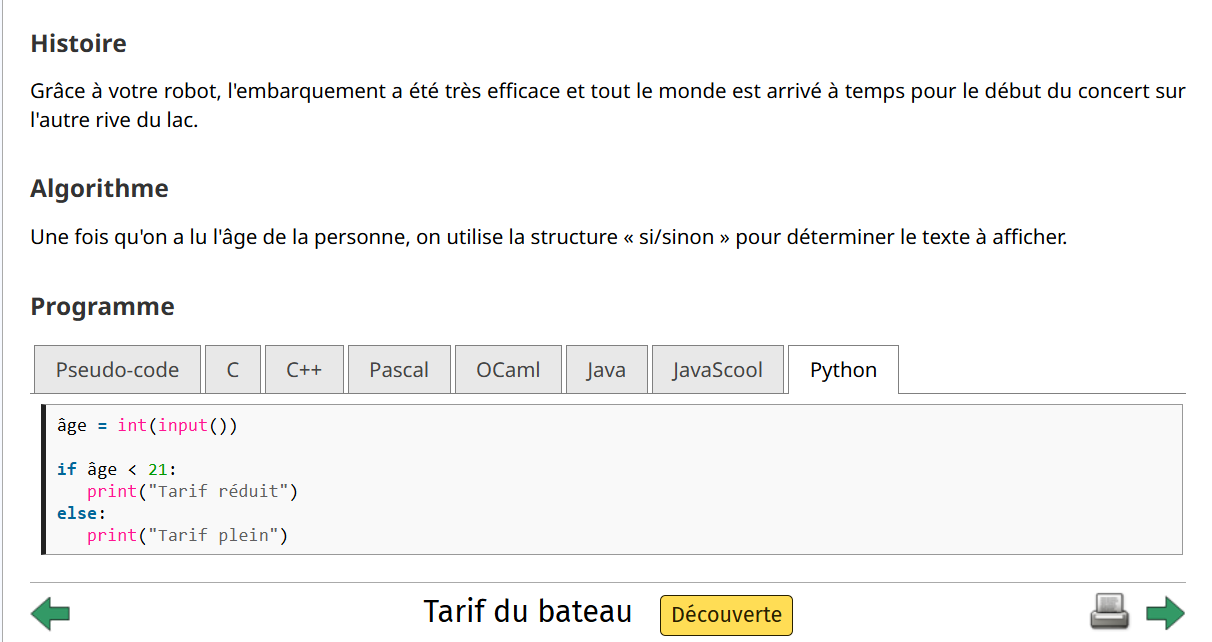 Histoire
Grâce à votre robot, l'embarquement a été très efficace et tout le monde est arrivé à temps pour le début du concert sur
l'autre rive du lac.
Algorithme
Une fois qu'on a lu l'âge de la personne, on utilise la structure « si/sinon » pour déterminer le texte à afficher.
Programme
Pseudo-code C C++ Pascal OCaml Java JavaScool Python
âge = int(input())
if âge < 21:
   print("Tarif réduit")
else:
   print("Tarif plein")
Tarif du bateau Découverte